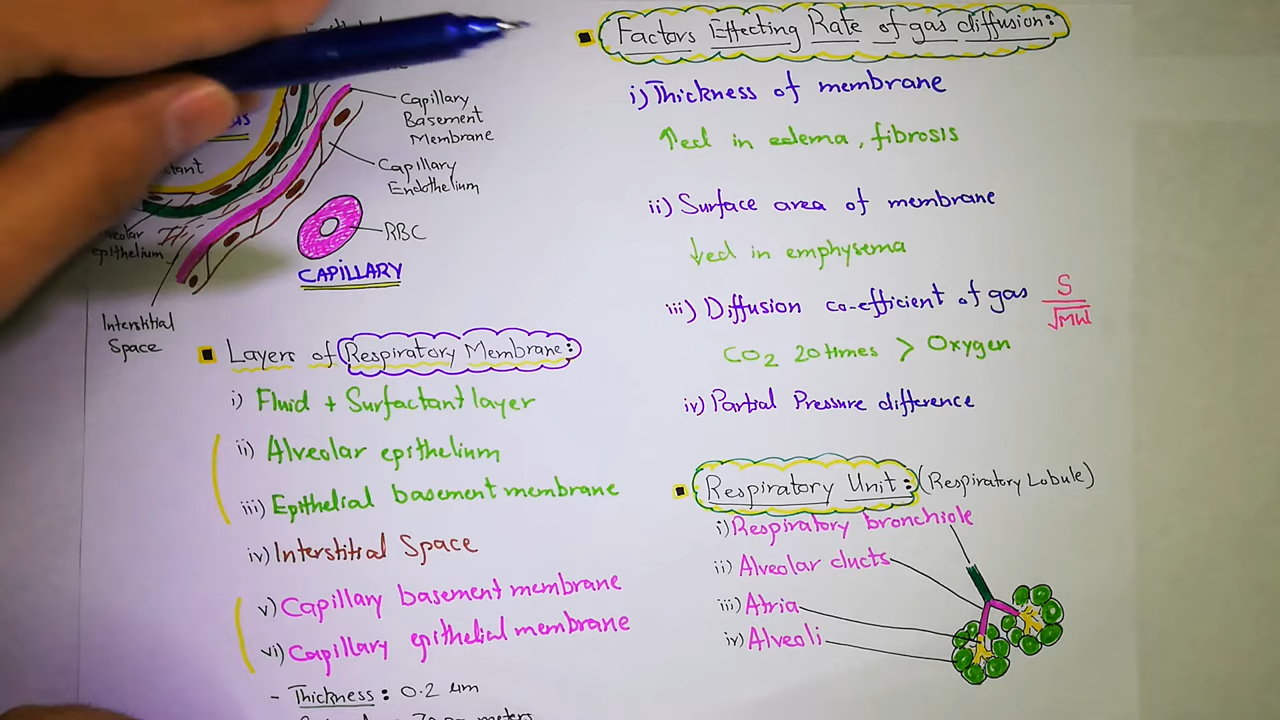 Capillary
Basement
Membrane
Capillary
Endothelium
RBC
CAPILLARY
epithelium
Interstitial
Space
Layers of Respiratory Membrane:
i) Fluid + Surfactant layer
ii) Alveolar epithelium
iii) Epithelial basement membrane
iv) Interstitial Space
v) Capillary basement membrane
vi) Capillary epithelial membrane
- Thickness: 0.2 um
Factors Effecting Rate of gas diffusion:
i) Thickness of membrane
↑ed in edema, fibrosis
ii) Surface area of membrane
↓ed in emphysema
iii) Diffusion co-efficient of gas S/√MW
CO2 20 times > Oxygen
iv) Partial Pressure difference
Respiratory Unit: (Respiratory Lobule)
i) Respiratory bronchiole
ii) Alveolar ducts
iii) Atria
iv) Alveoli